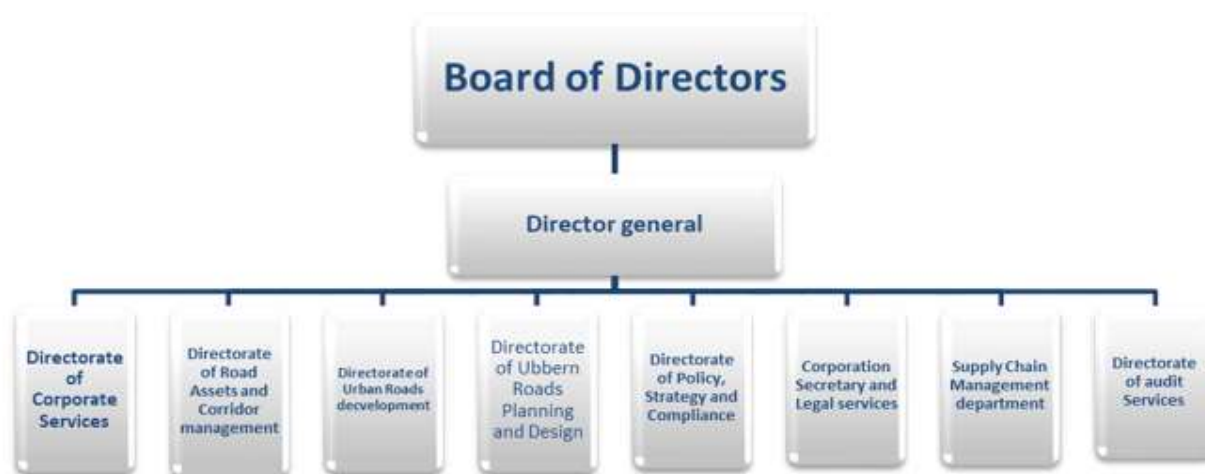 Board of Directors
Director general
Directorate
of
Corporate
Services
Directorate
of Road
Assets and
Corridor
management
Directorate of
Urban Roads
decvelopment
Directorate
of Ubbern
Roads
Planning
and Design
Directorate
of Policy,
Strategy and
Compliance
Corporation
Secretary and
Legal services
Supply Chain
Management
department
Directorate
of audit
Services